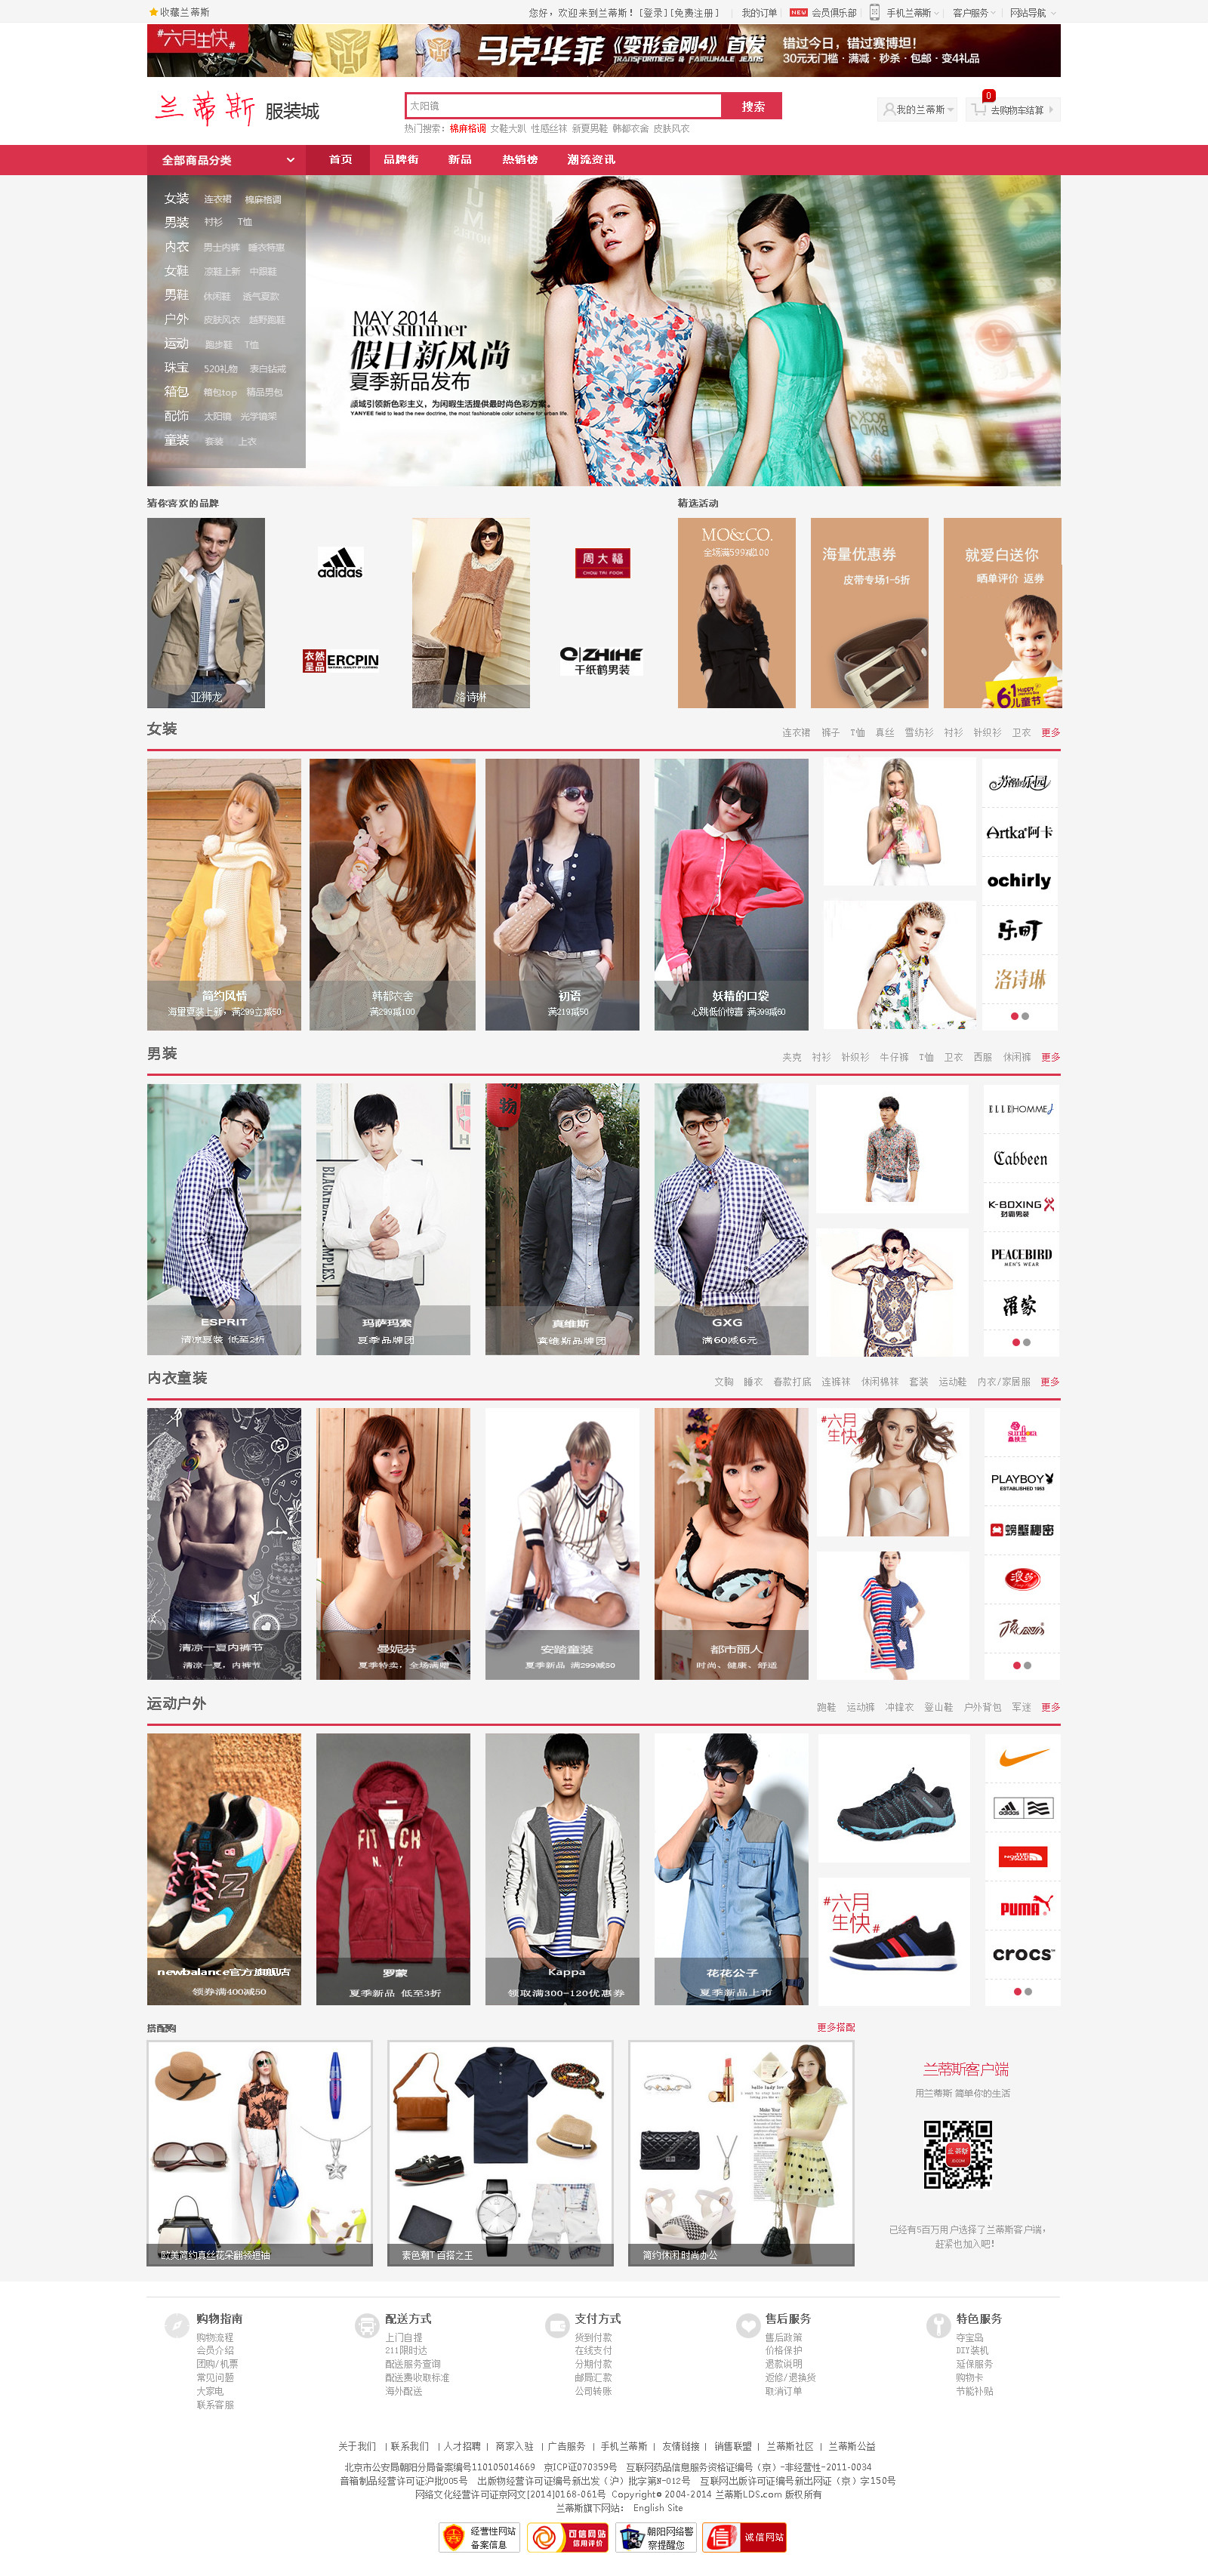 收藏兰蒂斯
您好，欢迎来到兰蒂斯！[登录][免费注册] 我的订单 NEW 会员俱乐部 手机兰蒂斯 客户服务 网站导航
#六月生快#
马克华菲《变形金刚4》首发
TRANSFORMERS & FAIRWHALE JEANS
错过今日，错过赛博坦!
30元无门槛·满减·秒杀·包邮·变4礼品
兰蒂斯 服装城
太阳镜 搜索
热门搜索: 棉麻格调 女鞋大趴 性感丝袜 新夏男鞋 韩都衣舍 皮肤风衣
我的兰蒂斯
0
去购物车结算
全部商品分类 首页 品牌街 新品 热销榜 潮流资讯
女装 连衣裙 棉麻格调
男装 衬衫 T恤
内衣 男士内裤 睡衣特惠
女鞋 凉鞋上新 中跟鞋
男鞋 休闲鞋 透气夏款
户外 皮肤风衣 越野跑鞋
运动 跑步鞋 T恤
珠宝 520礼物 表白钻戒
箱包 箱包top 精品男包
配饰 太阳镜 光学镜架
童装 套装 上衣
MAY 2014
new summer
假日新风尚
夏季新品发布
颜域引领新色彩主义，为闲暇生活提供最时尚色彩方案。
YANYEE field to lead the new doctrine, the most fashionable color scheme for urban life.
猜你喜欢的品牌
精选活动
亚狮龙
adidas
衣然呈品 ERCPIN
洛诗琳
周大福
CHOW TAI FOOK
QIZHIHE
千纸鹤男装
MO&CO.
全场满599减100
海量优惠券
皮带专场1-5折
就爱白送你
晒单评价 返券
6·1 Happy
儿童节
女装
连衣裙 裤子 T恤 真丝 雪纺衫 衬衫 针织衫 卫衣 更多
简约风情
海里夏装上新，满299立减50
韩都衣舍
满299减100
初语
满219减50
妖精的口袋
心跳低价惊喜 满399减60
Artka®阿卡
ochirly
乐町
洛诗琳
男装
夹克 衬衫 针织衫 牛仔裤 T恤 卫衣 西服 休闲裤 更多
ESPRIT
清凉夏装 低至2折
玛萨玛索
夏季品牌团
真维斯
真维斯品牌团
GXG
满60减6元
ELLE HOMME
Cabbeen
K-BOXING
劲霸男装
PEACEBIRD
MEN'S WEAR
罗蒙
内衣童装
文胸 睡衣 春款打底 连裤袜 休闲棉袜 套装 运动鞋 内衣/家居服 更多
清凉一夏内裤节
清凉一夏，内裤节
曼妮芬
夏季特卖，全场满赠
安踏童装
夏季新品 满299减50
都市丽人
时尚、健康、舒适
#六月生快#
sunflora
鑫扶兰
PLAYBOY
ESTABLISHED 1953
螃蟹秘密
浪莎
运动户外
跑鞋 运动裤 冲锋衣 登山鞋 户外背包 军迷 更多
newbalance官方旗舰店
领券满400减50
FITCH
N.Y.
罗蒙
夏季新品 低至3折
Kappa
领取满300-120优惠券
花花公子
夏季新品上市
#六月生快#
adidas
PUMA
crocs™
搭配购
更多搭配
欧美简约真丝花朵翻领短袖
素色潮T百搭之王
简约休闲时尚办公
兰蒂斯客户端
用兰蒂斯 简单你的生活
兰蒂斯
已经有5百万用户选择了兰蒂斯客户端，
赶紧也加入吧！
购物指南
购物流程
会员介绍
团购/机票
常见问题
大家电
联系客服
配送方式
上门自提
211限时达
配送服务查询
配送费收取标准
海外配送
支付方式
货到付款
在线支付
分期付款
邮局汇款
公司转账
售后服务
售后政策
价格保护
退款说明
返修/退换货
取消订单
特色服务
夺宝岛
DIY装机
延保服务
购物卡
节能补贴
关于我们 | 联系我们 | 人才招聘 | 商家入驻 | 广告服务 | 手机兰蒂斯 | 友情链接 | 销售联盟 | 兰蒂斯社区 | 兰蒂斯公益
北京市公安局朝阳分局备案编号110105014669 京ICP证070359号 互联网药品信息服务资格证编号（京）-非经营性-2011-0034
音箱制品经营许可证沪批005号 出版物经营许可证编号新出发（沪）批字第N-012号 互联网出版许可证编号新出网证（京）字150号
网络文化经营许可证京网文[2014]0168-061号 Copyright© 2004-2014 兰蒂斯LDS.com 版权所有
兰蒂斯旗下网站： English Site
经营性网站备案信息
可信网站 信用评价
朝阳网络警察提醒您
诚信网站